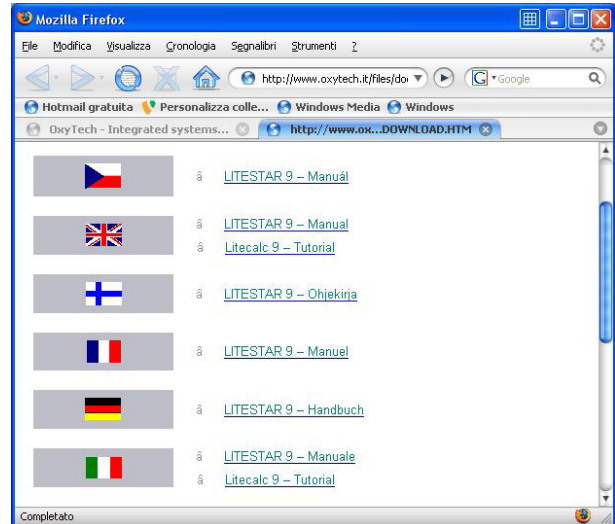 Mozilla Firefox
File Modifica Visualizza Cronologia Segnalibri Strumenti ?
http://www.oxytech.it/files/do G Google
Hotmail gratuita Personalizza colle... Windows Media Windows
OxyTech - Integrated systems... http://www.ox...DOWNLOAD.HTM
â LITESTAR 9 – Manuál
â LITESTAR 9 – Manual
â Litecalc 9 – Tutorial
â LITESTAR 9 – Ohjekirja
â LITESTAR 9 – Manuel
â LITESTAR 9 – Handbuch
â LITESTAR 9 – Manuale
â Litecalc 9 – Tutorial
Completato